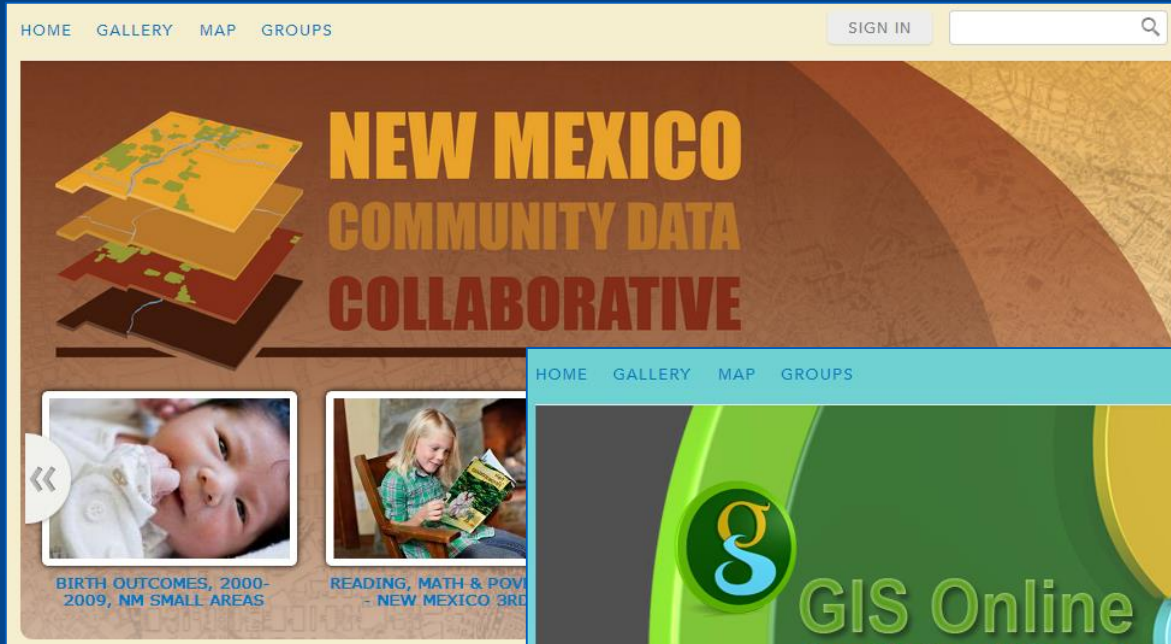 HOME GALLERY MAP GROUPS SIGN IN
NEW MEXICO
COMMUNITY DATA
COLLABORATIVE
BIRTH OUTCOMES, 2000-
2009, NM SMALL AREAS
READING, MATH & POV
- NEW MEXICO 3RD
HOME GALLERY MAP GROUPS
g
GIS Online